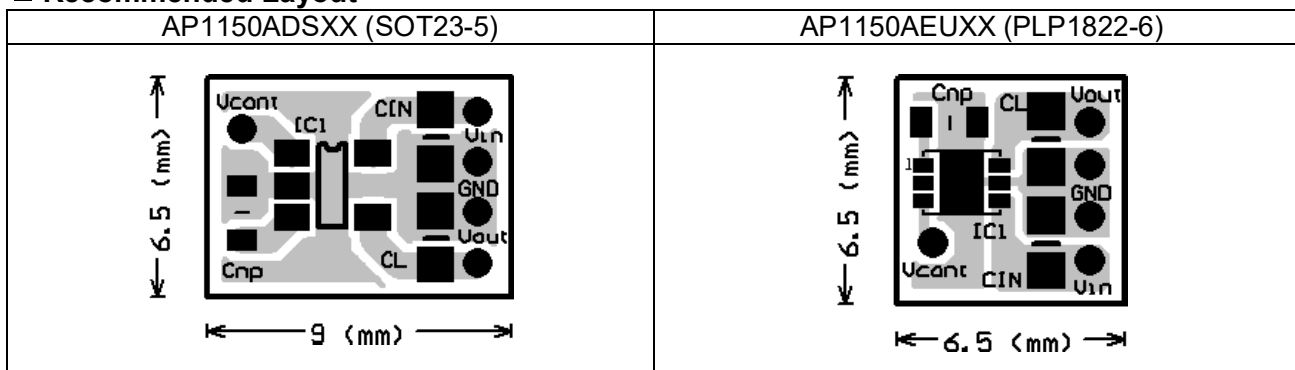 ■ Recommended Layout
AP1150ADSXX (SOT23-5)
AP1150AEUXX (PLP1822-6)
Vcont
IC1
CIN
Vin
GND
Vout
CL
Cnp
6.5 (mm)
9 (mm)
Cnp
CL
Vout
1
GND
IC1
Vcont
CIN
Vin
6.5 (mm)
6.5 (mm)